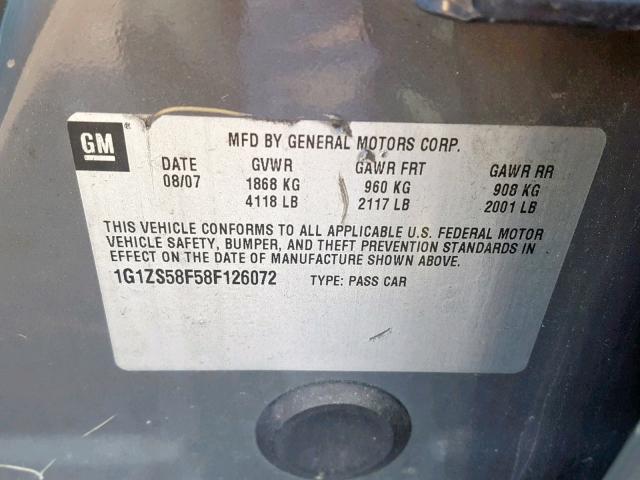 GM ®
MFD BY GENERAL MOTORS CORP.
DATE GVWR GAWR FRT GAWR RR
08/07 1868 KG 960 KG 908 KG
4118 LB 2117 LB 2001 LB
THIS VEHICLE CONFORMS TO ALL APPLICABLE U.S. FEDERAL MOTOR
VEHICLE SAFETY, BUMPER, AND THEFT PREVENTION STANDARDS IN
EFFECT ON THE DATE OF MANUFACTURE SHOWN ABOVE.
1G1ZS58F58F126072 TYPE: PASS CAR